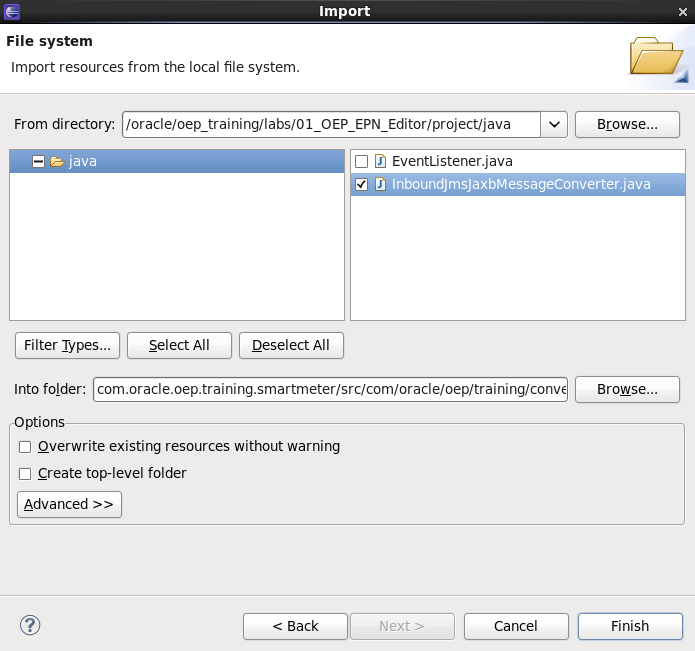 Import
File system
Import resources from the local file system.
From directory: /oracle/oep_training/labs/01_OEP_EPN_Editor/project/java Browse...
java
EventListener.java
InboundJmsJaxbMessageConverter.java
Filter Types... Select All Deselect All
Into folder: com.oracle.oep.training.smartmeter/src/com/oracle/oep/training/conve Browse...
Options
Overwrite existing resources without warning
Create top-level folder
Advanced >>
? < Back Next > Cancel Finish